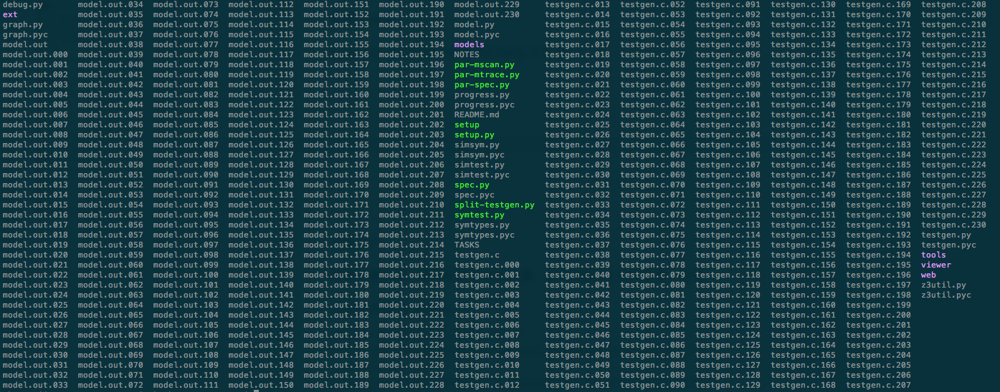 debug.py model.out.034 model.out.073 model.out.112 model.out.151 model.out.190 model.out.229 testgen.c.013 testgen.c.052 testgen.c.091 testgen.c.130 testgen.c.169 testgen.c.208
ext model.out.035 model.out.074 model.out.113 model.out.152 model.out.191 model.out.230 testgen.c.014 testgen.c.053 testgen.c.092 testgen.c.131 testgen.c.170 testgen.c.209
graph.py model.out.036 model.out.075 model.out.114 model.out.153 model.out.192 model.py testgen.c.015 testgen.c.054 testgen.c.093 testgen.c.132 testgen.c.171 testgen.c.210
graph.pyc model.out.037 model.out.076 model.out.115 model.out.154 model.out.193 model.pyc testgen.c.016 testgen.c.055 testgen.c.094 testgen.c.133 testgen.c.172 testgen.c.211
model.out model.out.038 model.out.077 model.out.116 model.out.155 model.out.194 models testgen.c.017 testgen.c.056 testgen.c.095 testgen.c.134 testgen.c.173 testgen.c.212
model.out.000 model.out.039 model.out.078 model.out.117 model.out.156 model.out.195 NOTES testgen.c.018 testgen.c.057 testgen.c.096 testgen.c.135 testgen.c.174 testgen.c.213
model.out.001 model.out.040 model.out.079 model.out.118 model.out.157 model.out.196 par-mscan.py testgen.c.019 testgen.c.058 testgen.c.097 testgen.c.136 testgen.c.175 testgen.c.214
model.out.002 model.out.041 model.out.080 model.out.119 model.out.158 model.out.197 par-mtrace.py testgen.c.020 testgen.c.059 testgen.c.098 testgen.c.137 testgen.c.176 testgen.c.215
model.out.003 model.out.042 model.out.081 model.out.120 model.out.159 model.out.198 par-spec.py testgen.c.021 testgen.c.060 testgen.c.099 testgen.c.138 testgen.c.177 testgen.c.216
model.out.004 model.out.043 model.out.082 model.out.121 model.out.160 model.out.199 progress.py testgen.c.022 testgen.c.061 testgen.c.100 testgen.c.139 testgen.c.178 testgen.c.217
model.out.005 model.out.044 model.out.083 model.out.122 model.out.161 model.out.200 progress.pyc testgen.c.023 testgen.c.062 testgen.c.101 testgen.c.140 testgen.c.179 testgen.c.218
model.out.006 model.out.045 model.out.084 model.out.123 model.out.162 model.out.201 README.md testgen.c.024 testgen.c.063 testgen.c.102 testgen.c.141 testgen.c.180 testgen.c.219
model.out.007 model.out.046 model.out.085 model.out.124 model.out.163 model.out.202 setup testgen.c.025 testgen.c.064 testgen.c.103 testgen.c.142 testgen.c.181 testgen.c.220
model.out.008 model.out.047 model.out.086 model.out.125 model.out.164 model.out.203 setup.py testgen.c.026 testgen.c.065 testgen.c.104 testgen.c.143 testgen.c.182 testgen.c.221
model.out.009 model.out.048 model.out.087 model.out.126 model.out.165 model.out.204 simsym.py testgen.c.027 testgen.c.066 testgen.c.105 testgen.c.144 testgen.c.183 testgen.c.222
model.out.010 model.out.049 model.out.088 model.out.127 model.out.166 model.out.205 simsym.pyc testgen.c.028 testgen.c.067 testgen.c.106 testgen.c.145 testgen.c.184 testgen.c.223
model.out.011 model.out.050 model.out.089 model.out.128 model.out.167 model.out.206 simtest.py testgen.c.029 testgen.c.068 testgen.c.107 testgen.c.146 testgen.c.185 testgen.c.224
model.out.012 model.out.051 model.out.090 model.out.129 model.out.168 model.out.207 simtest.pyc testgen.c.030 testgen.c.069 testgen.c.108 testgen.c.147 testgen.c.186 testgen.c.225
model.out.013 model.out.052 model.out.091 model.out.130 model.out.169 model.out.208 spec.py testgen.c.031 testgen.c.070 testgen.c.109 testgen.c.148 testgen.c.187 testgen.c.226
model.out.014 model.out.053 model.out.092 model.out.131 model.out.170 model.out.209 spec.pyc testgen.c.032 testgen.c.071 testgen.c.110 testgen.c.149 testgen.c.188 testgen.c.227
model.out.015 model.out.054 model.out.093 model.out.132 model.out.171 model.out.210 split-testgen.py testgen.c.033 testgen.c.072 testgen.c.111 testgen.c.150 testgen.c.189 testgen.c.228
model.out.016 model.out.055 model.out.094 model.out.133 model.out.172 model.out.211 symtest.py testgen.c.034 testgen.c.073 testgen.c.112 testgen.c.151 testgen.c.190 testgen.c.229
model.out.017 model.out.056 model.out.095 model.out.134 model.out.173 model.out.212 symtypes.py testgen.c.035 testgen.c.074 testgen.c.113 testgen.c.152 testgen.c.191 testgen.c.230
model.out.018 model.out.057 model.out.096 model.out.135 model.out.174 model.out.213 symtypes.pyc testgen.c.036 testgen.c.075 testgen.c.114 testgen.c.153 testgen.c.192 testgen.py
model.out.019 model.out.058 model.out.097 model.out.136 model.out.175 model.out.214 TASKS testgen.c.037 testgen.c.076 testgen.c.115 testgen.c.154 testgen.c.193 testgen.pyc
model.out.020 model.out.059 model.out.098 model.out.137 model.out.176 model.out.215 testgen.c testgen.c.038 testgen.c.077 testgen.c.116 testgen.c.155 testgen.c.194 tools
model.out.021 model.out.060 model.out.099 model.out.138 model.out.177 model.out.216 testgen.c.000 testgen.c.039 testgen.c.078 testgen.c.117 testgen.c.156 testgen.c.195 viewer
model.out.022 model.out.061 model.out.100 model.out.139 model.out.178 model.out.217 testgen.c.001 testgen.c.040 testgen.c.079 testgen.c.118 testgen.c.157 testgen.c.196 web
model.out.023 model.out.062 model.out.101 model.out.140 model.out.179 model.out.218 testgen.c.002 testgen.c.041 testgen.c.080 testgen.c.119 testgen.c.158 testgen.c.197 z3util.py
model.out.024 model.out.063 model.out.102 model.out.141 model.out.180 model.out.219 testgen.c.003 testgen.c.042 testgen.c.081 testgen.c.120 testgen.c.159 testgen.c.198 z3util.pyc
model.out.025 model.out.064 model.out.103 model.out.142 model.out.181 model.out.220 testgen.c.004 testgen.c.043 testgen.c.082 testgen.c.121 testgen.c.160 testgen.c.199
model.out.026 model.out.065 model.out.104 model.out.143 model.out.182 model.out.221 testgen.c.005 testgen.c.044 testgen.c.083 testgen.c.122 testgen.c.161 testgen.c.200
model.out.027 model.out.066 model.out.105 model.out.144 model.out.183 model.out.222 testgen.c.006 testgen.c.045 testgen.c.084 testgen.c.123 testgen.c.162 testgen.c.201
model.out.028 model.out.067 model.out.106 model.out.145 model.out.184 model.out.223 testgen.c.007 testgen.c.046 testgen.c.085 testgen.c.124 testgen.c.163 testgen.c.202
model.out.029 model.out.068 model.out.107 model.out.146 model.out.185 model.out.224 testgen.c.008 testgen.c.047 testgen.c.086 testgen.c.125 testgen.c.164 testgen.c.203
model.out.030 model.out.069 model.out.108 model.out.147 model.out.186 model.out.225 testgen.c.009 testgen.c.048 testgen.c.087 testgen.c.126 testgen.c.165 testgen.c.204
model.out.031 model.out.070 model.out.109 model.out.148 model.out.187 model.out.226 testgen.c.010 testgen.c.049 testgen.c.088 testgen.c.127 testgen.c.166 testgen.c.205
model.out.032 model.out.071 model.out.110 model.out.149 model.out.188 model.out.227 testgen.c.011 testgen.c.050 testgen.c.089 testgen.c.128 testgen.c.167 testgen.c.206
model.out.033 model.out.072 model.out.111 model.out.150 model.out.189 model.out.228 testgen.c.012 testgen.c.051 testgen.c.090 testgen.c.129 testgen.c.168 testgen.c.207